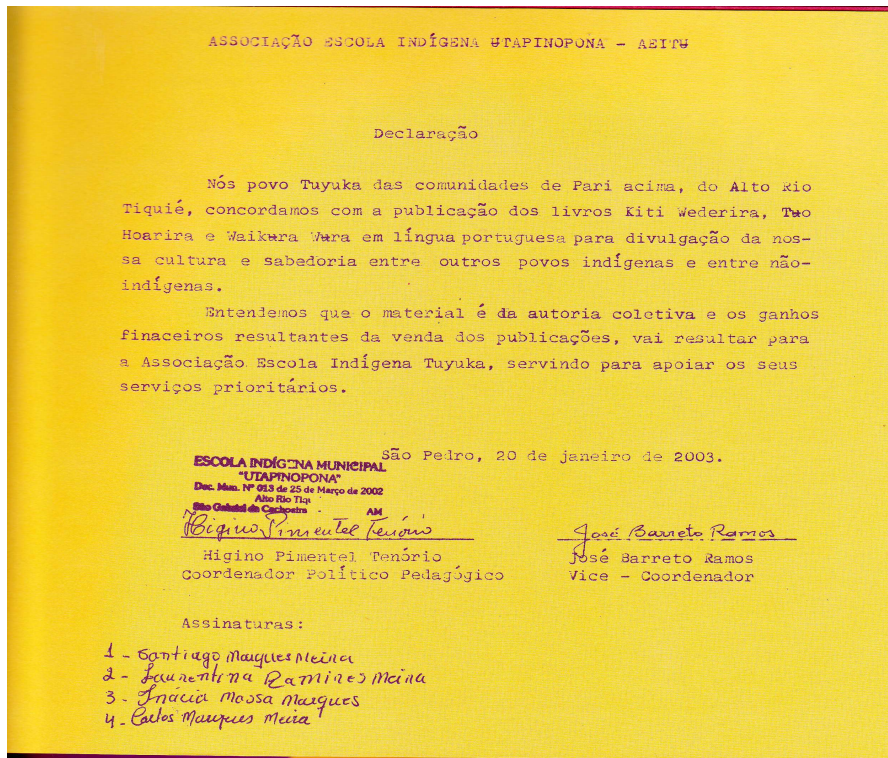 ASSOCIAÇÃO ESCOLA INDÍGENA ɄTAPINOPONA - AEITɄ
Declaração
Nós povo Tuyuka das comunidades de Pari acima, do Alto Rio
Tiquié, concordamos com a publicação dos livros Kiti Wederira, Tʉo
Hoarira e Waikʉra Wʉra em língua portuguesa para divulgação da nos-
sa cultura e sabedoria entre outros povos indígenas e entre não-
indígenas.
Entendemos que o material é da autoria coletiva e os ganhos
finaceiros resultantes da venda dos publicações, vai resultar para
a Associação Escola Indígena Tuyuka, servindo para apoiar os seus
serviços prioritários.
São Pedro, 20 de janeiro de 2003.
ESCOLA INDÍGENA MUNICIPAL
"UTAPINOPONA"
Dec. Mun. Nº 013 de 25 de Março de 2002
Alto Rio Tiqu
São Gabriel da Cachoeira AM
Higino Pimentel Tenório José Barreto Ramos
Higino Pimentel Tenório José Barreto Ramos
Coordenador Político Pedagógico Vice - Coordenador
Assinaturas:
1 - Santiago Marques Meira
2 - Laurentina Ramires Meira
3 - Inácia Massa Marques
4 - Carlos Marques Meira